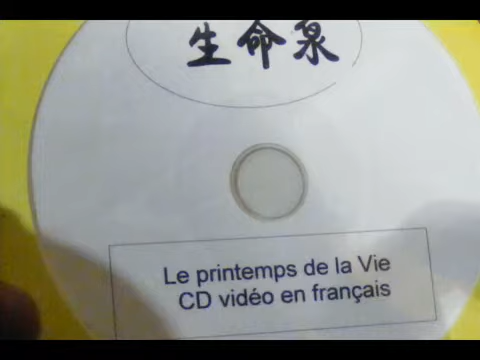 生命泉
Le printemps de la Vie
CD vidéo en français